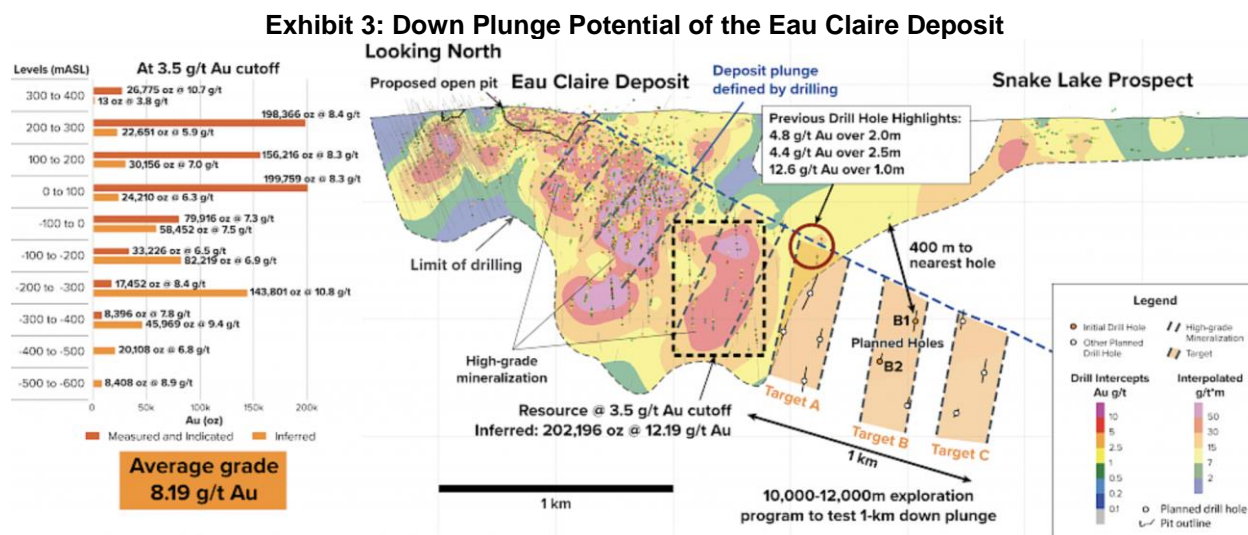 Exhibit 3: Down Plunge Potential of the Eau Claire Deposit
Levels (mASL)
At 3.5 g/t Au cutoff
300 to 400
26,775 oz @ 10.7 g/t
13 oz @ 3.8 g/t
200 to 300
198,366 oz @ 8.4 g/t
22,651 oz @ 5.9 g/t
100 to 200
156,216 oz @ 8.3 g/t
30,156 oz @ 7.0 g/t
0 to 100
199,759 oz @ 8.3 g/t
24,210 oz @ 6.3 g/t
-100 to 0
79,916 oz @ 7.3 g/t
58,452 oz @ 7.5 g/t
-100 to -200
33,226 oz @ 6.5 g/t
82,219 oz @ 6.9 g/t
-200 to -300
17,452 oz @ 8.4 g/t
143,801 oz @ 10.8 g/t
-300 to -400
8,396 oz @ 7.8 g/t
45,969 oz @ 9.4 g/t
-400 to -500
20,108 oz @ 6.8 g/t
-500 to -600
8,408 oz @ 8.9 g/t
0 50k 100k 150k 200k
Au (oz)
Measured and Indicated Inferred
Average grade
8.19 g/t Au
Looking North
Proposed open pit
Eau Claire Deposit
Deposit plunge
defined by drilling
Snake Lake Prospect
Previous Drill Hole Highlights:
4.8 g/t Au over 2.0m
4.4 g/t Au over 2.5m
12.6 g/t Au over 1.0m
Limit of drilling
400 m to
nearest hole
High-grade
mineralization
B1
Planned Holes
B2
Target A
Target B
Target C
Resource @ 3.5 g/t Au cutoff
Inferred: 202,196 oz @ 12.19 g/t Au
1 km
1 km
10,000-12,000m exploration
program to test 1-km down plunge
Legend
Initial Drill Hole
Other Planned
Drill Hole
High-grade
Mineralization
Target
Drill Intercepts
Au g/t
10
5
2.5
1
0.5
0.2
0.1
Interpolated
g/t*m
50
30
15
7
2
Planned drill hole
Pit outline